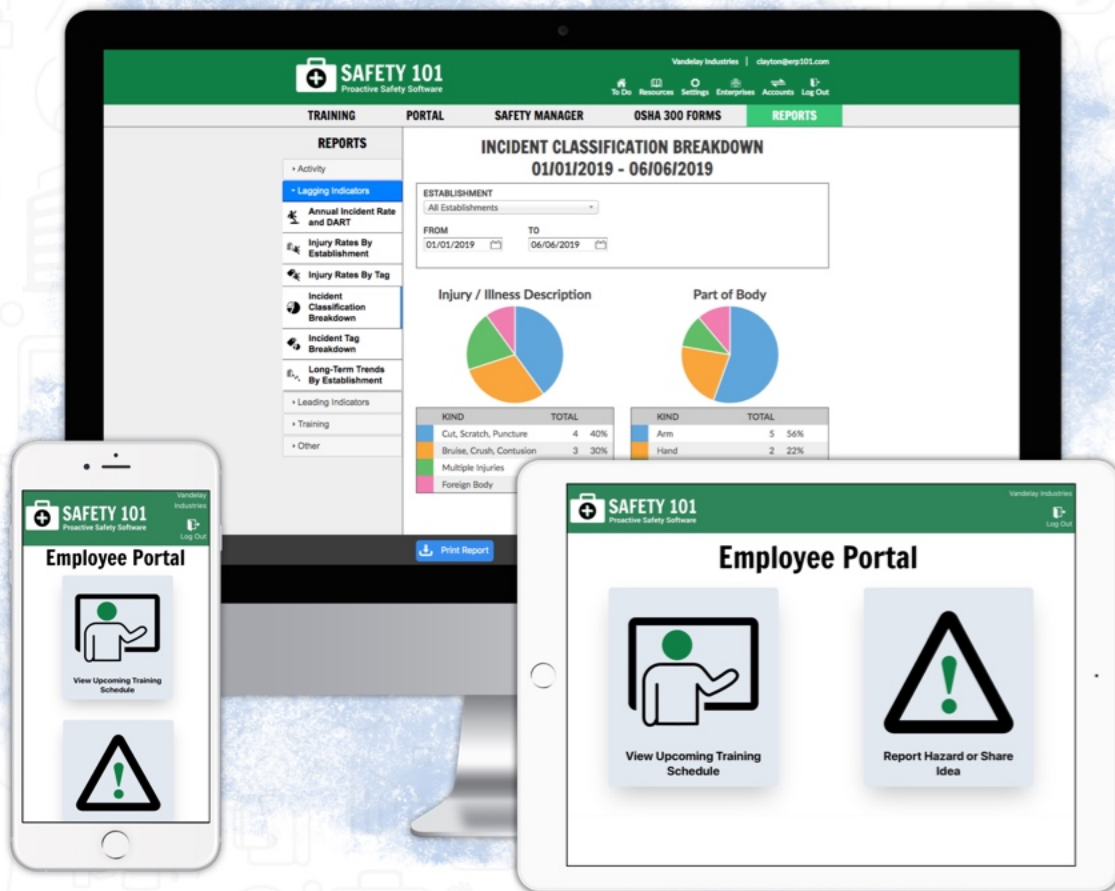 SAFETY 101
Proactive Safety Software
Vandelay Industries | clayton@erp101.com
To Do Resources Settings Enterprises Accounts Log Out
TRAINING PORTAL SAFETY MANAGER OSHA 300 FORMS REPORTS
REPORTS
Activity
Lagging Indicators
Annual Incident Rate
and DART
Injury Rates By
Establishment
Injury Rates By Tag
Incident
Classification
Breakdown
Incident Tag
Breakdown
Long-Term Trends
By Establishment
Leading Indicators
Training
Other
INCIDENT CLASSIFICATION BREAKDOWN
01/01/2019 - 06/06/2019
ESTABLISHMENT
All Establishments
FROM TO
01/01/2019 06/06/2019
Injury / Illness Description
KIND TOTAL
Cut, Scratch, Puncture 4 40%
Bruise, Crush, Contusion 3 30%
Multiple Injuries
Foreign Body
Part of Body
KIND TOTAL
Arm 5 56%
Hand 2 22%
Print Report
SAFETY 101
Proactive Safety Software
Vandelay
Industries
Log Out
Employee Portal
View Upcoming Training
Schedule
SAFETY 101
Proactive Safety Software
Vandelay Industries
Log Out
Employee Portal
View Upcoming Training
Schedule
Report Hazard or Share
Idea